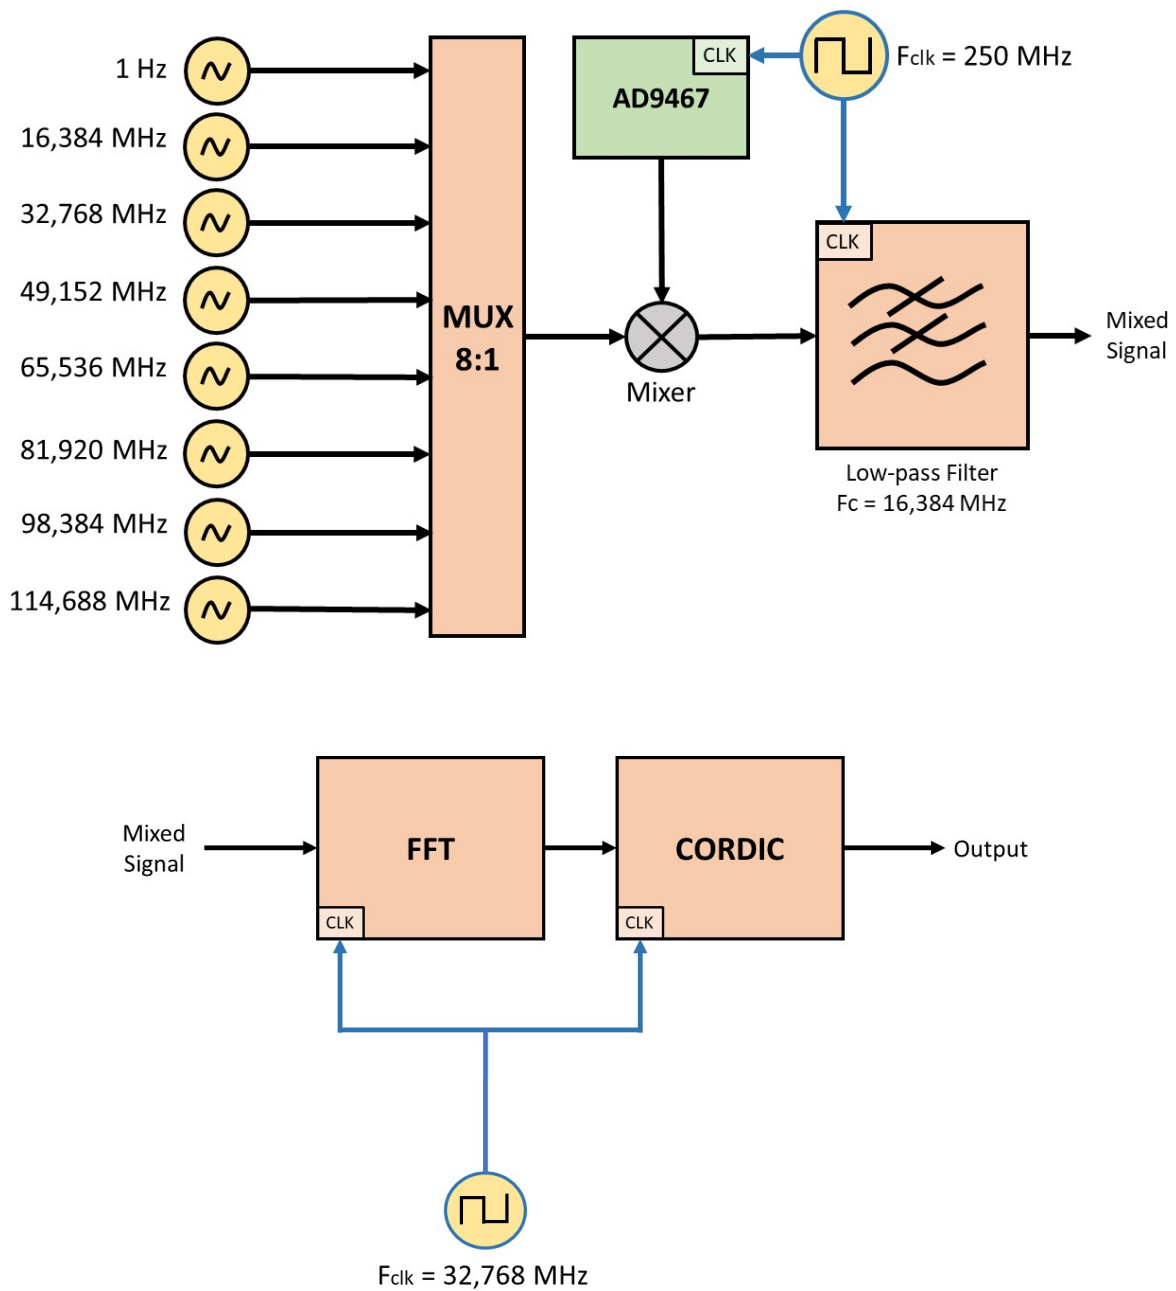 1 Hz
16,384 MHz
32,768 MHz
49,152 MHz
65,536 MHz
81,920 MHz
98,384 MHz
114,688 MHz
MUX
8:1
CLK
AD9467
Fclk = 250 MHz
Mixer
CLK
Low-pass Filter
Fc = 16,384 MHz
Mixed
Signal
Mixed
Signal
FFT
CLK
CORDIC
CLK
Output
Fclk = 32,768 MHz